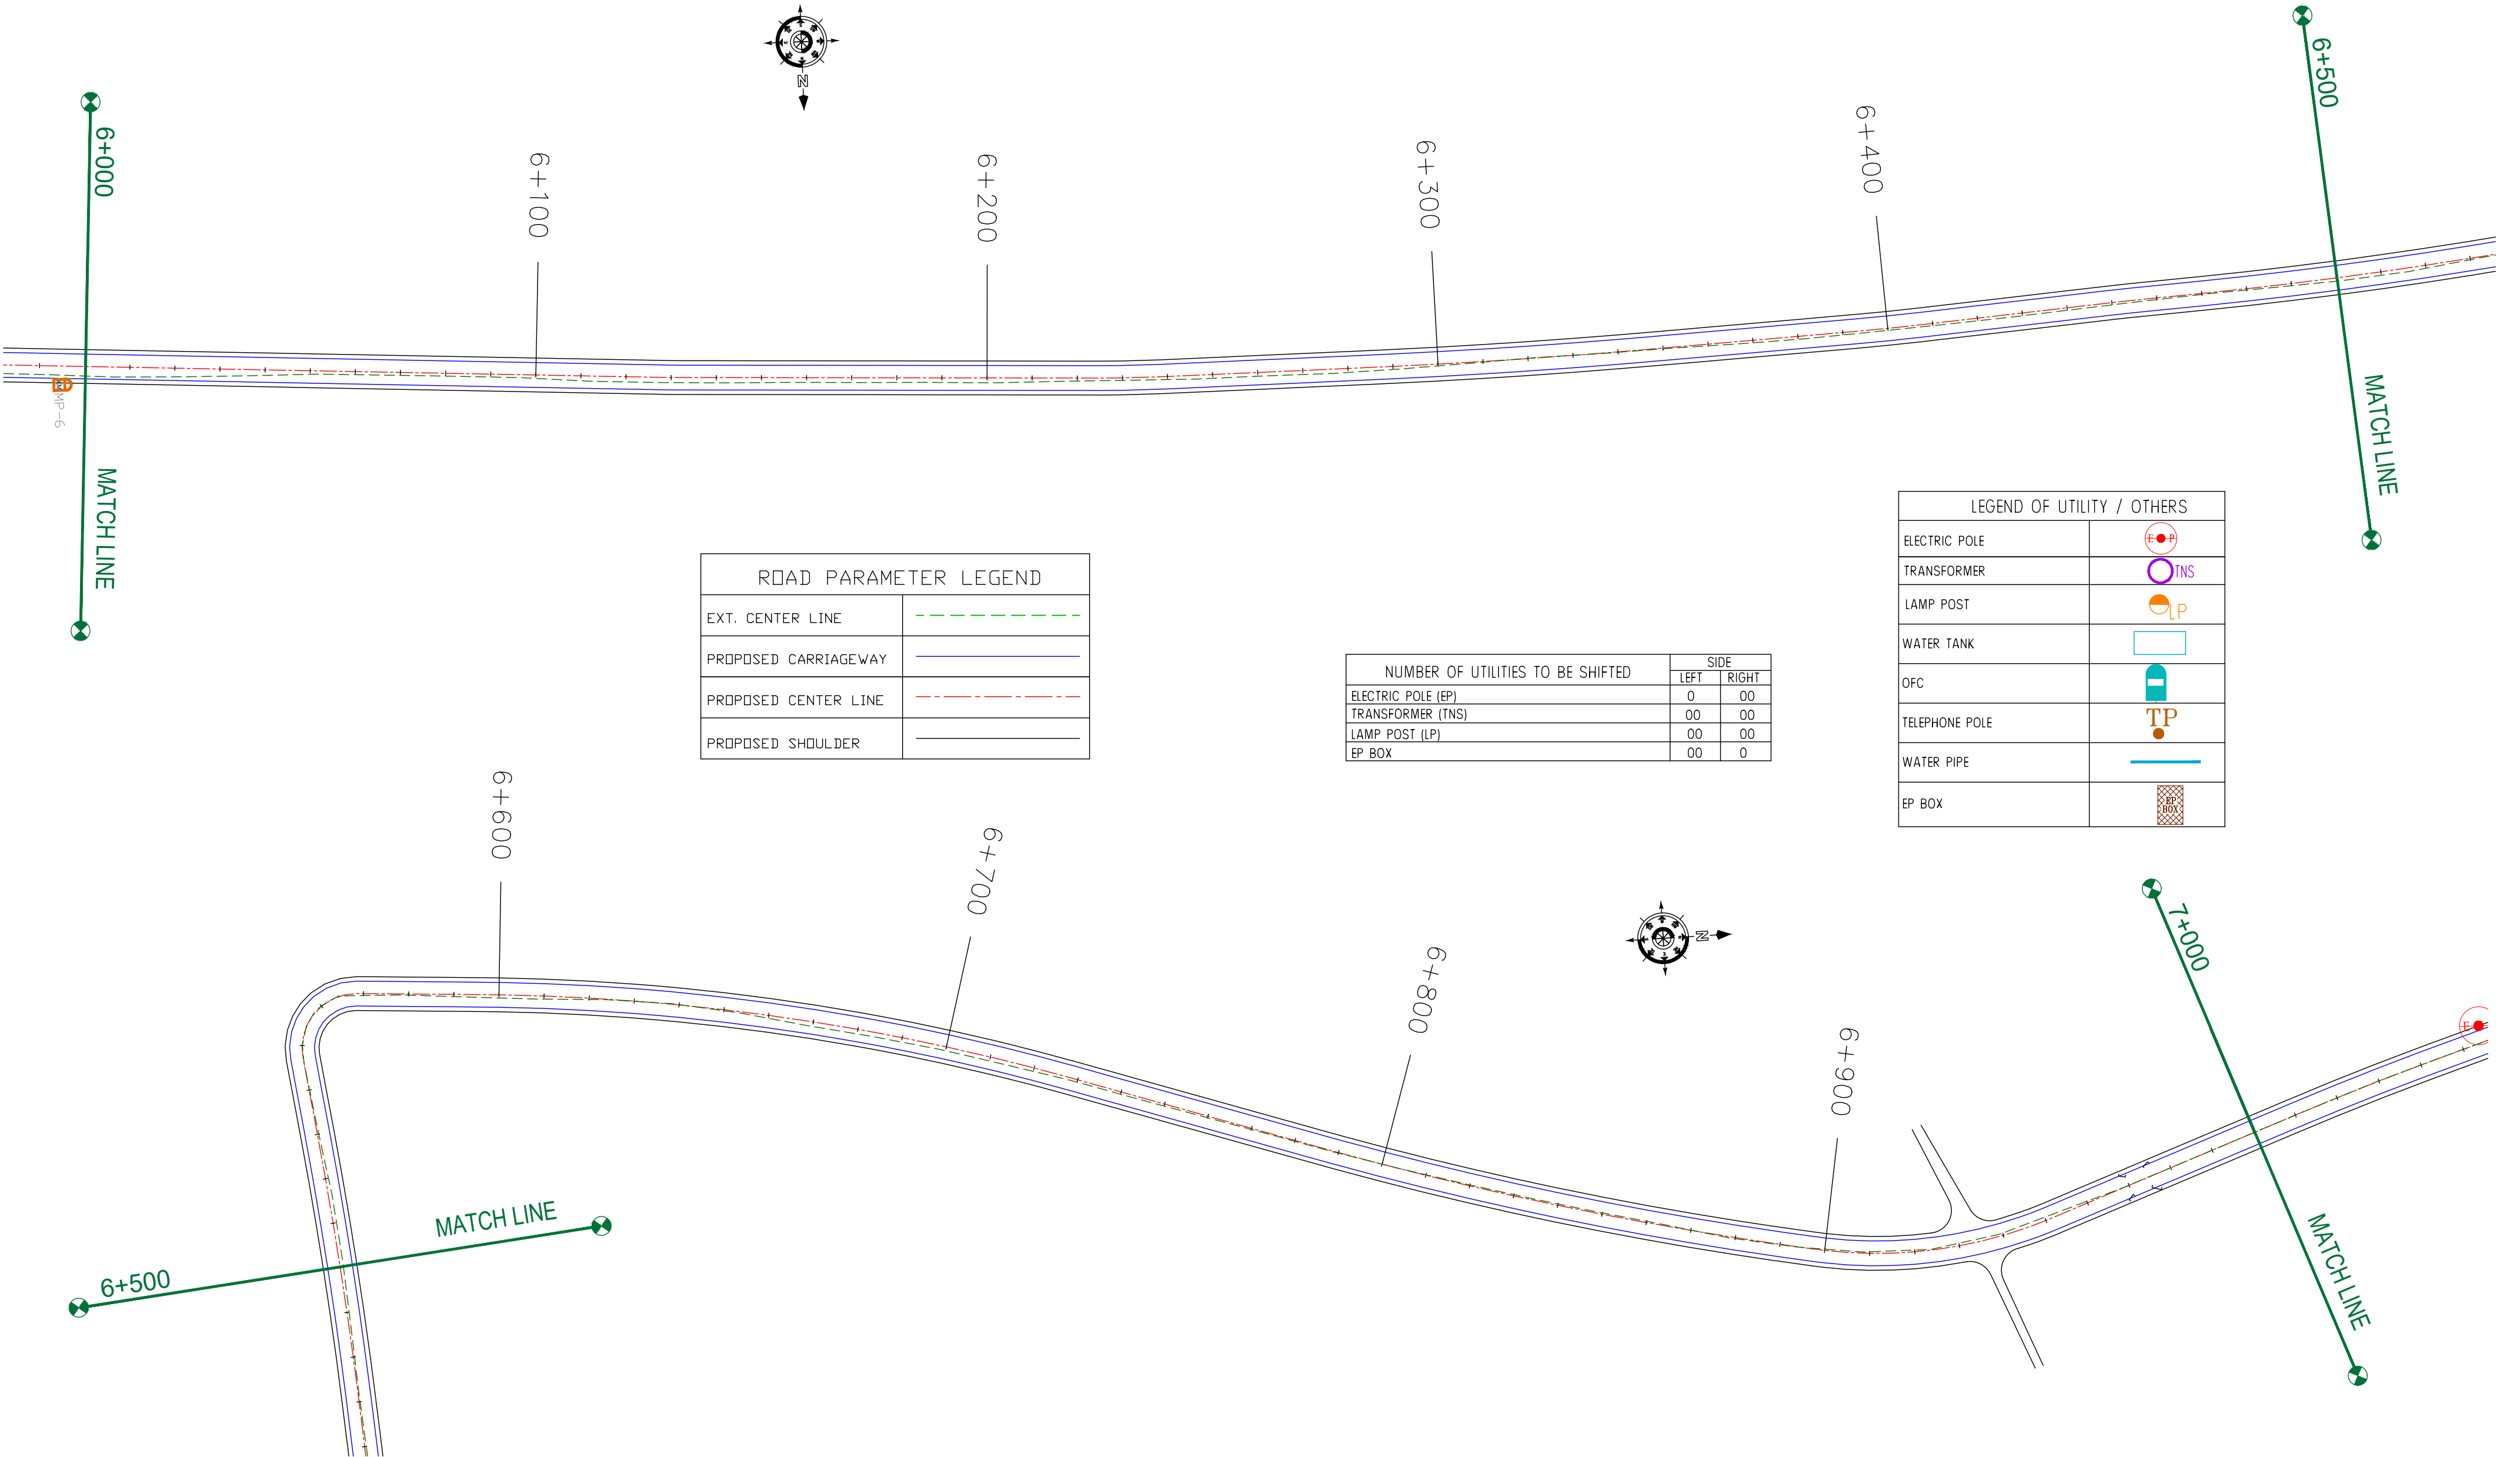 N
6+000
6+100
6+200
6+300
6+400
6+500
MP-6
MATCH LINE
MATCH LINE
ROAD PARAMETER LEGEND
EXT. CENTER LINE
PROPOSED CARRIAGEWAY
PROPOSED CENTER LINE
PROPOSED SHOULDER
NUMBER OF UTILITIES TO BE SHIFTED SIDE
LEFT RIGHT
ELECTRIC POLE (EP) 0 00
TRANSFORMER (TNS) 00 00
LAMP POST (LP) 00 00
EP BOX 00 0
LEGEND OF UTILITY / OTHERS
ELECTRIC POLE E P
TRANSFORMER TNS
LAMP POST LP
WATER TANK
OFC
TELEPHONE POLE TP
WATER PIPE
EP BOX EP BOX
6+600
6+700
6+800
6+900
7+000
N
E
MATCH LINE
6+500
MATCH LINE